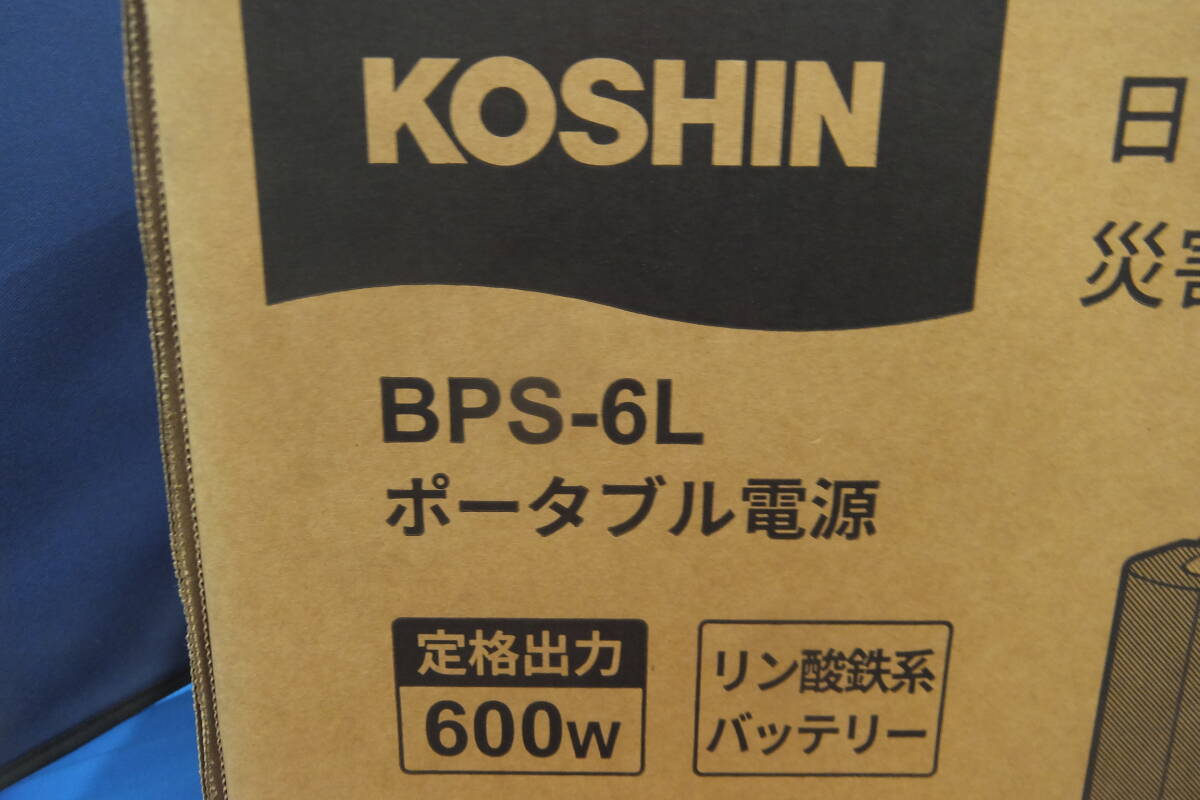 KOSHIN
日
災害
BPS-6L
ポータブル電源
定格出力
600W
リン酸鉄系
バッテリー